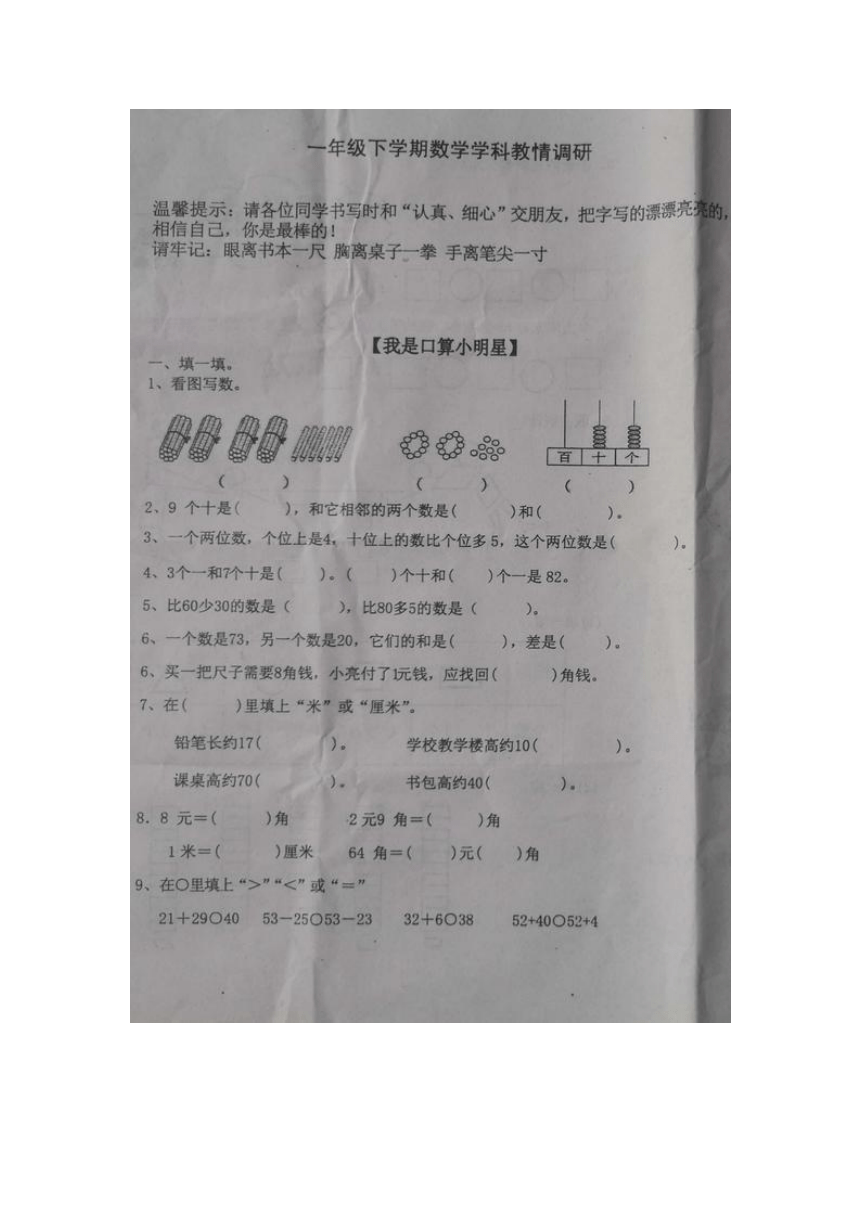 一年级下学期数学学科教情调研
温馨提示：请各位同学书写时和“认真、细心”交朋友，把字写的漂漂亮亮的，
相信自己，你是最棒的！
请牢记：眼离书本一尺 胸离桌子一拳 手离笔尖一寸
【我是口算小明星】
一、填一填。
1、看图写数。
百 十 个
（ ） （ ） （ ）
2、9 个十是( )，和它相邻的两个数是( )和( )。
3、一个两位数，个位上是4，十位上的数比个位多 5，这个两位数是( )。
4、3个一和7个十是( )。( )个十和( )个一是 82。
5、比60少30的数是（ ），比80多5的数是（ ）。
6、一个数是73，另一个数是20，它们的和是( )，差是( )。
6、买一把尺子需要8角钱，小亮付了1元钱，应找回( )角钱。
7、在( )里填上“米”或“厘米”。
铅笔长约17( )。 学校教学楼高约10( )。
课桌高约70( )。 书包高约40( )。
8．8 元＝( )角 2 元9 角＝( )角
1 米＝( )厘米 64 角＝( )元( )角
9、在○里填上“＞”“＜”或“＝”
21＋29○40 53－25○53－23 32＋6○38 52+40○52+4